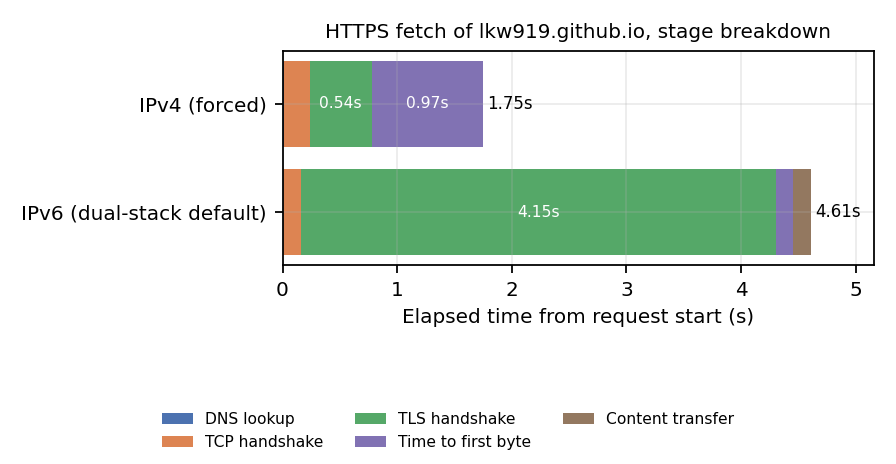 HTTPS fetch of lkw919.github.io, stage breakdown
IPv4 (forced)
0.54s
0.97s
1.75s
IPv6 (dual-stack default)
4.15s
4.61s
0 1 2 3 4 5
Elapsed time from request start (s)
DNS lookup
TCP handshake
TLS handshake
Time to first byte
Content transfer